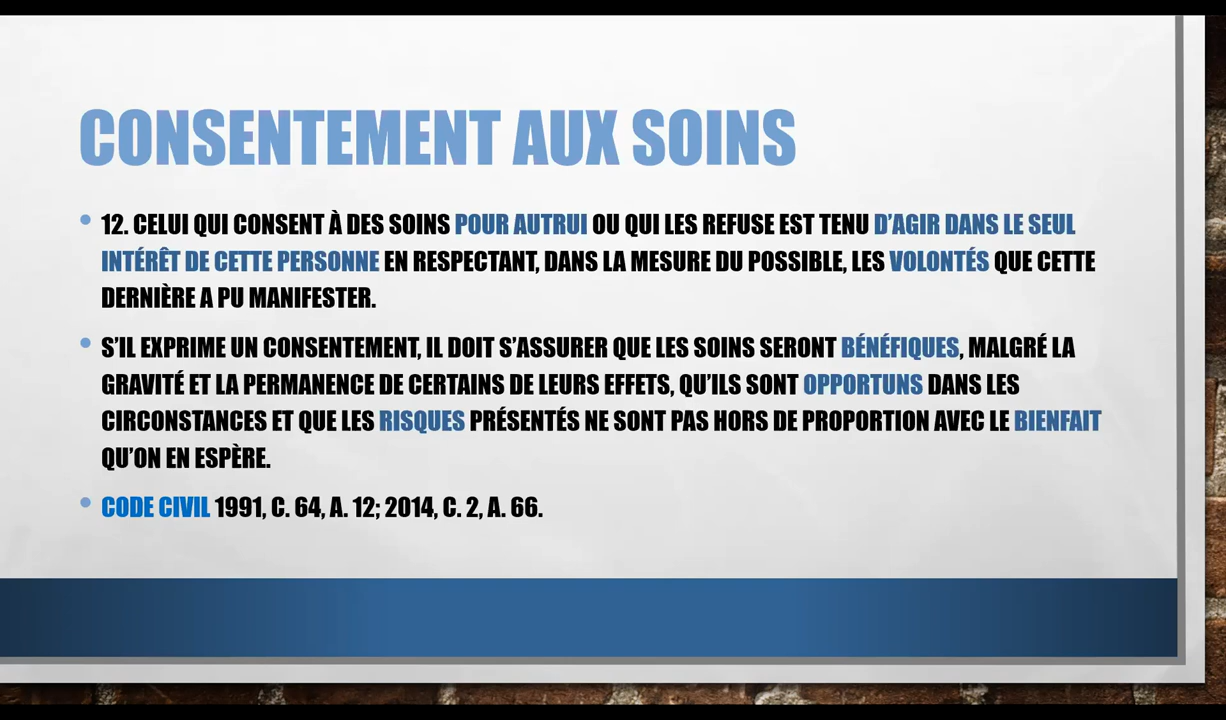 CONSENTEMENT AUX SOINS
• 12. CELUI QUI CONSENT À DES SOINS POUR AUTRUI OU QUI LES REFUSE EST TENU D’AGIR DANS LE SEUL
INTÉRÊT DE CETTE PERSONNE EN RESPECTANT, DANS LA MESURE DU POSSIBLE, LES VOLONTÉS QUE CETTE
DERNIÈRE A PU MANIFESTER.
• S’IL EXPRIME UN CONSENTEMENT, IL DOIT S’ASSURER QUE LES SOINS SERONT BÉNÉFIQUES, MALGRÉ LA
GRAVITÉ ET LA PERMANENCE DE CERTAINS DE LEURS EFFETS, QU’ILS SONT OPPORTUNS DANS LES
CIRCONSTANCES ET QUE LES RISQUES PRÉSENTÉS NE SONT PAS HORS DE PROPORTION AVEC LE BIENFAIT
QU’ON EN ESPÈRE.
• CODE CIVIL 1991, C. 64, A. 12; 2014, C. 2, A. 66.